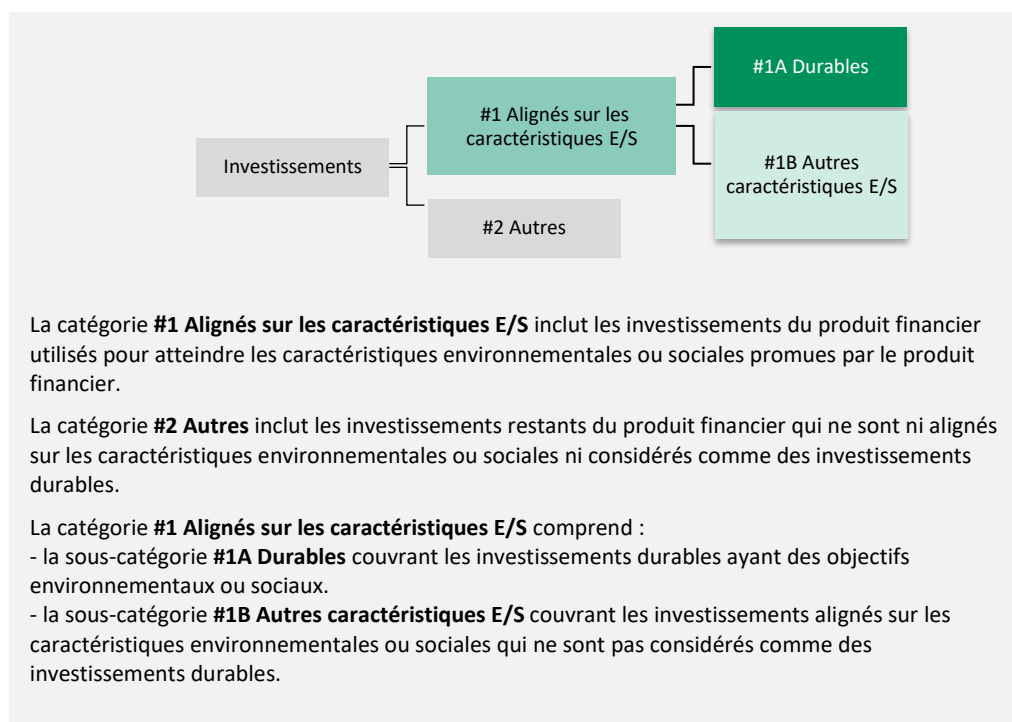 #1A Durables
#1 Alignés sur les
caractéristiques E/S
Investissements
#1B Autres
caractéristiques E/S
#2 Autres
La catégorie #1 Alignés sur les caractéristiques E/S inclut les investissements du produit financier
utilisés pour atteindre les caractéristiques environnementales ou sociales promues par le produit
financier.
La catégorie #2 Autres inclut les investissements restants du produit financier qui ne sont ni alignés
sur les caractéristiques environnementales ou sociales ni considérés comme des investissements
durables.
La catégorie #1 Alignés sur les caractéristiques E/S comprend :
- la sous-catégorie #1A Durables couvrant les investissements durables ayant des objectifs
environnementaux ou sociaux.
- la sous-catégorie #1B Autres caractéristiques E/S couvrant les investissements alignés sur les
caractéristiques environnementales ou sociales qui ne sont pas considérés comme des
investissements durables.